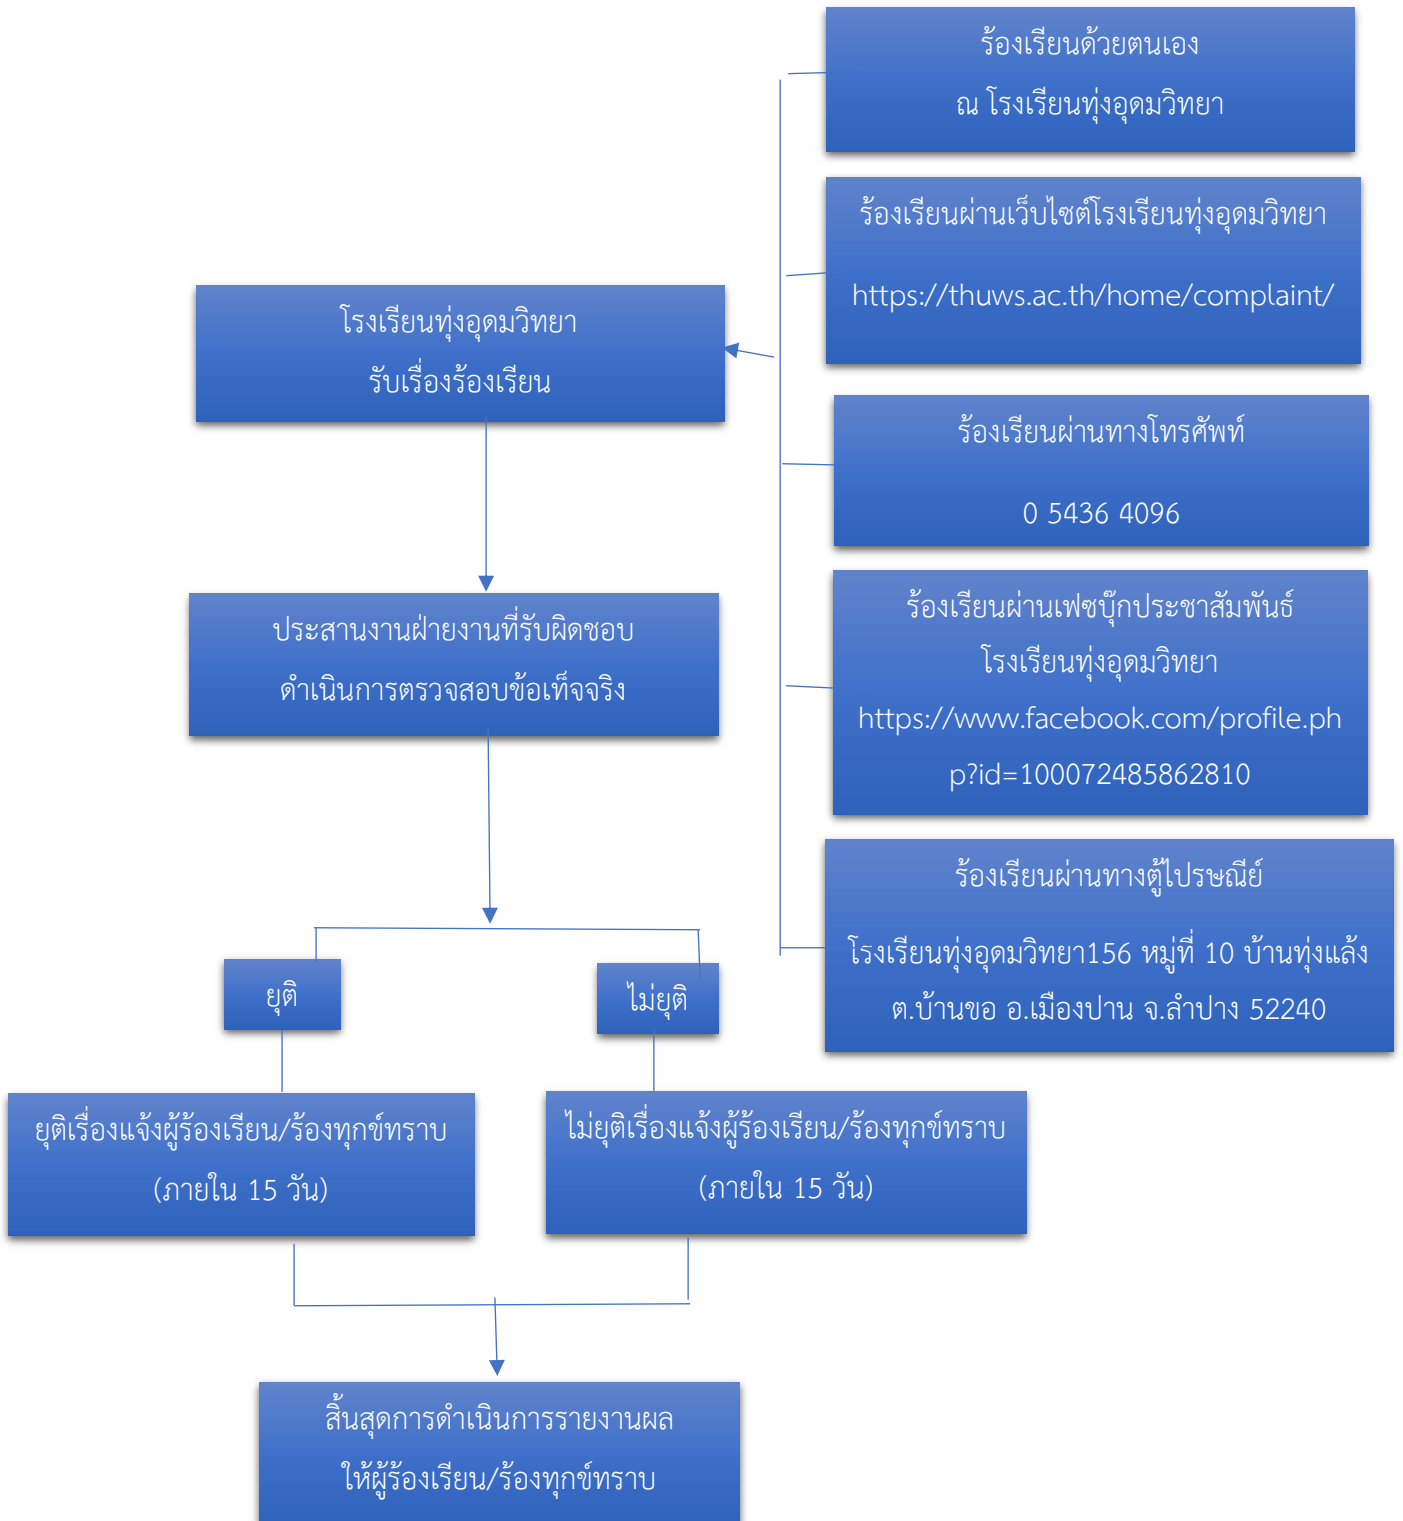 ร้องเรียนด้วยตนเอง
ณ โรงเรียนทุ่งอุดมวิทยา
ร้องเรียนผ่านเว็บไซต์โรงเรียนทุ่งอุดมวิทยา
https://thuws.ac.th/home/complaint/
โรงเรียนทุ่งอุดมวิทยา
รับเรื่องร้องเรียน
ร้องเรียนผ่านทางโทรศัพท์
0 5436 4096
ร้องเรียนผ่านเฟซบุ๊กประชาสัมพันธ์
โรงเรียนทุ่งอุดมวิทยา
https://www.facebook.com/profile.ph
p?id=100072485862810
ประสานงานฝ่ายงานที่รับผิดชอบ
ดำเนินการตรวจสอบข้อเท็จจริง
ร้องเรียนผ่านทางตู้ไปรษณีย์
โรงเรียนทุ่งอุดมวิทยา156 หมู่ที่ 10 บ้านทุ่งแล้ง
ต.บ้านขอ อ.เมืองปาน จ.ลำปาง 52240
ยุติ
ไม่ยุติ
ยุติเรื่องแจ้งผู้ร้องเรียน/ร้องทุกข์ทราบ
(ภายใน 15 วัน)
ไม่ยุติเรื่องแจ้งผู้ร้องเรียน/ร้องทุกข์ทราบ
(ภายใน 15 วัน)
สิ้นสุดการดำเนินการรายงานผล
ให้ผู้ร้องเรียน/ร้องทุกข์ทราบ